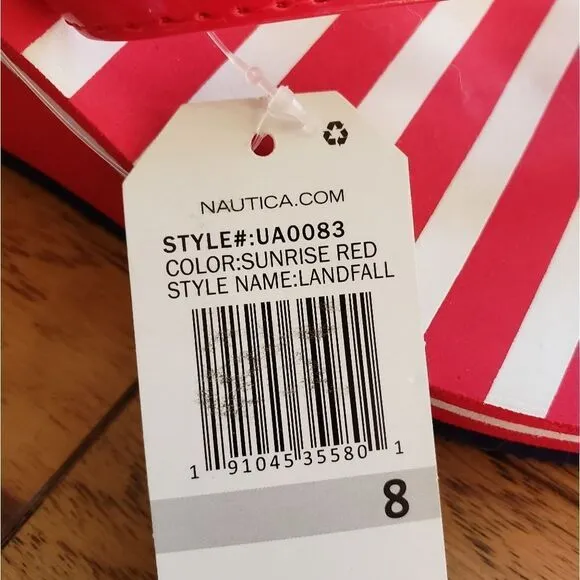 NAUTICA.COM
STYLE#:UA0083
COLOR:SUNRISE RED
STYLE NAME:LANDFALL
1 91045 35580 1
8